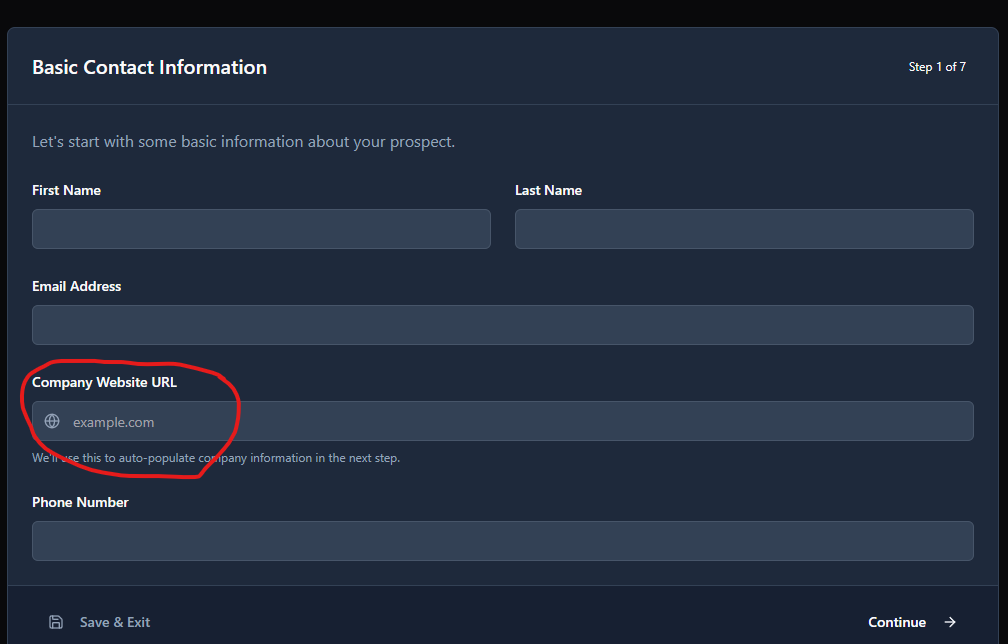 Basic Contact Information
Step 1 of 7
Let's start with some basic information about your prospect.
First Name
Last Name
Email Address
Company Website URL
example.com
We'll use this to auto-populate company information in the next step.
Phone Number
Save & Exit
Continue